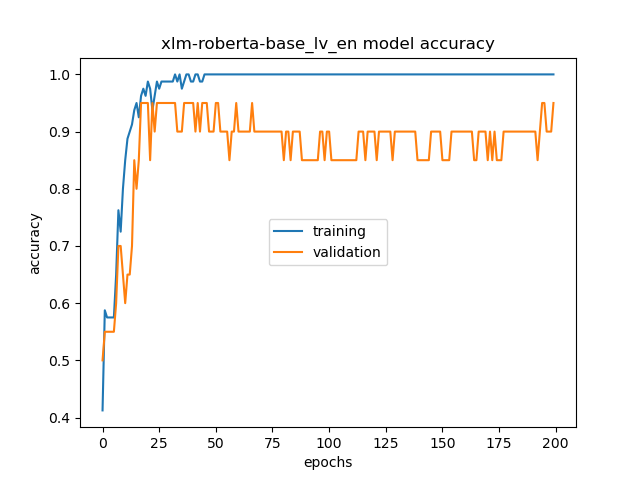 xlm-roberta-base_lv_en model accuracy
1.0
0.9
0.8
0.7
0.6
0.5
0.4
accuracy
training
validation
0 25 50 75 100 125 150 175 200
epochs